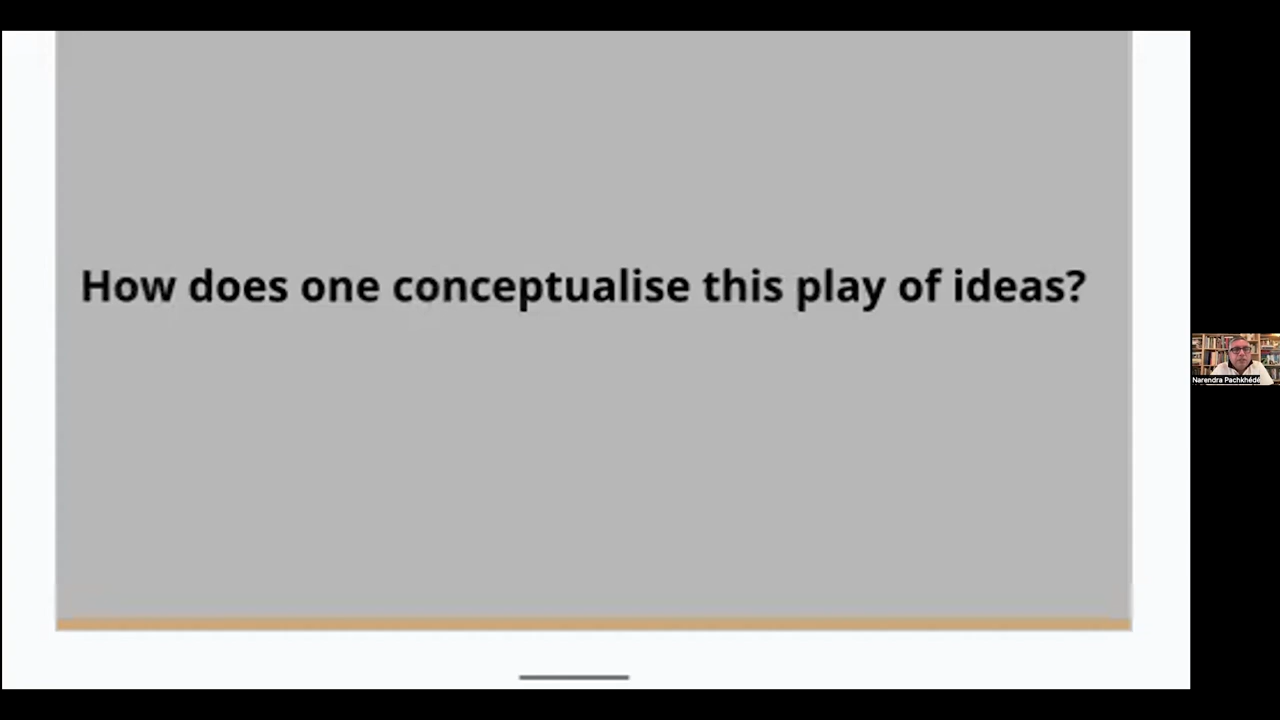 How does one conceptualise this play of ideas?
Narendra Pachkhédé